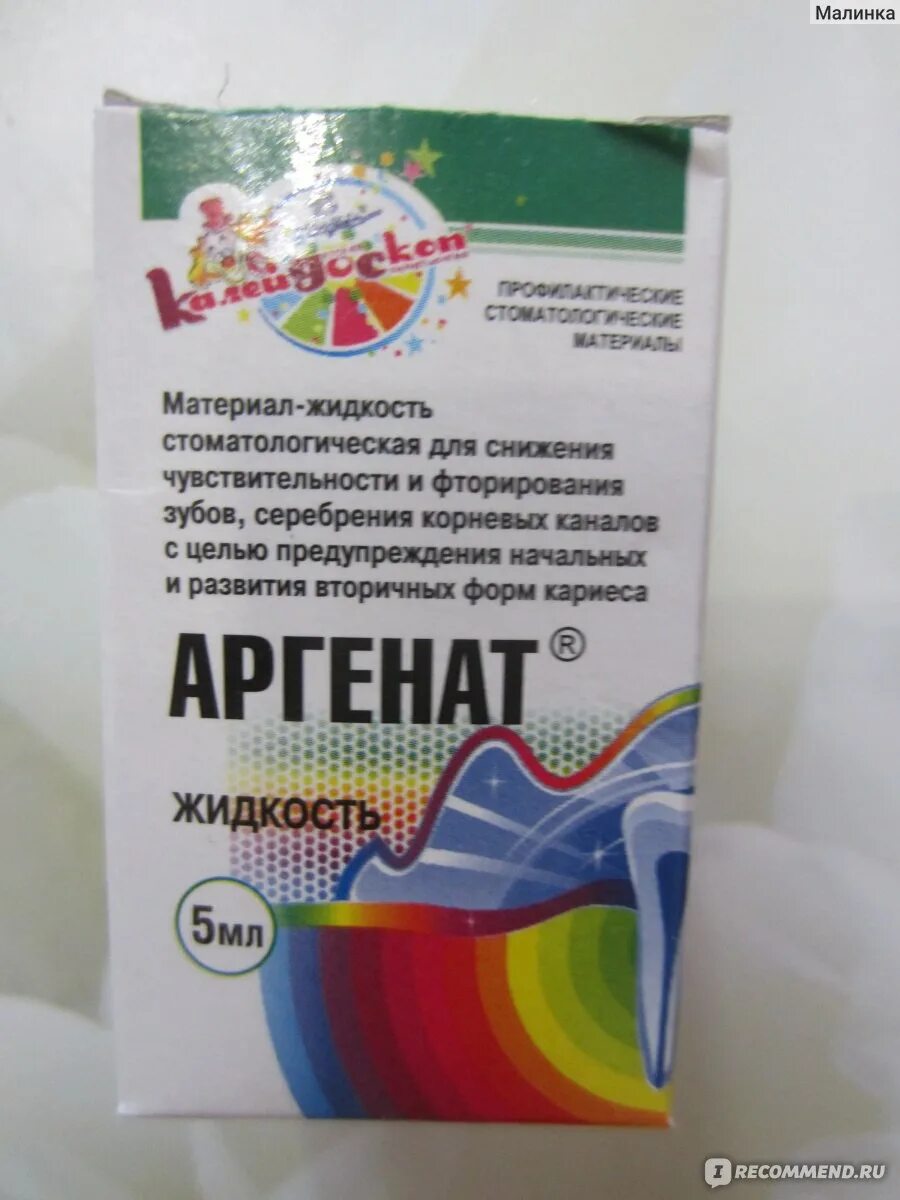 Малинка
Калейдоскоп
ПРОФИЛАКТИЧЕСКИЕ
СТОМАТОЛОГИЧЕСКИЕ
МАТЕРИАЛЫ
Материал-жидкость
стоматологическая для снижения
чувствительности и фторирования
зубов, серебрения корневых каналов
с целью предупреждения начальных
и развития вторичных форм кариеса
АРГЕНАТ®
ЖИДКОСТЬ
5мл
IRECOMMEND.RU